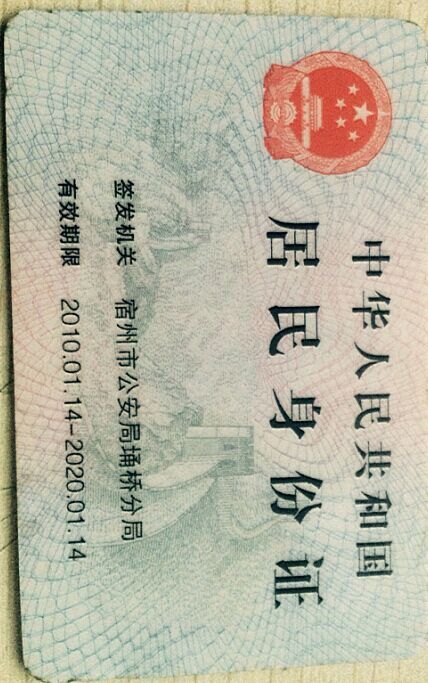 中华人民共和国
居民身份证
签发机关 宿州市公安局埇桥分局
有效期限 2010.01.14-2020.01.14